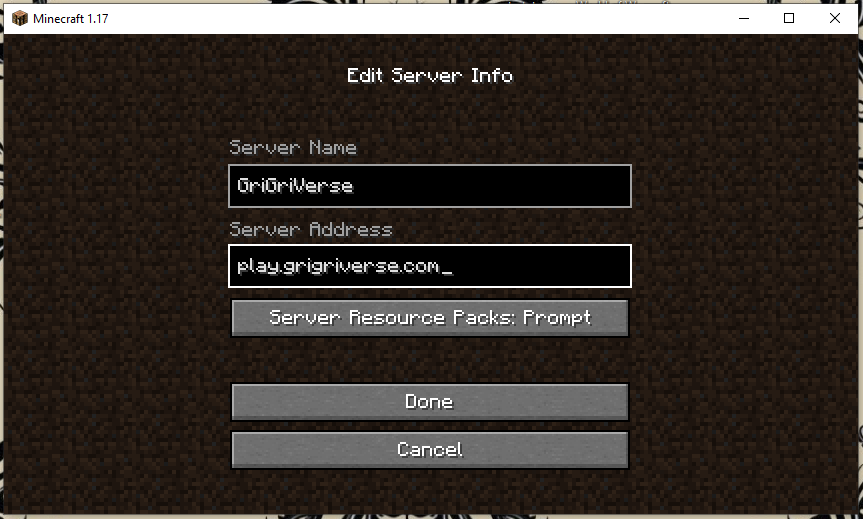 Minecraft 1.17
Edit Server Info
Server Name
GriGriVerse
Server Address
play.grigriverse.com_
Server Resource Packs: Prompt
Done
Cancel